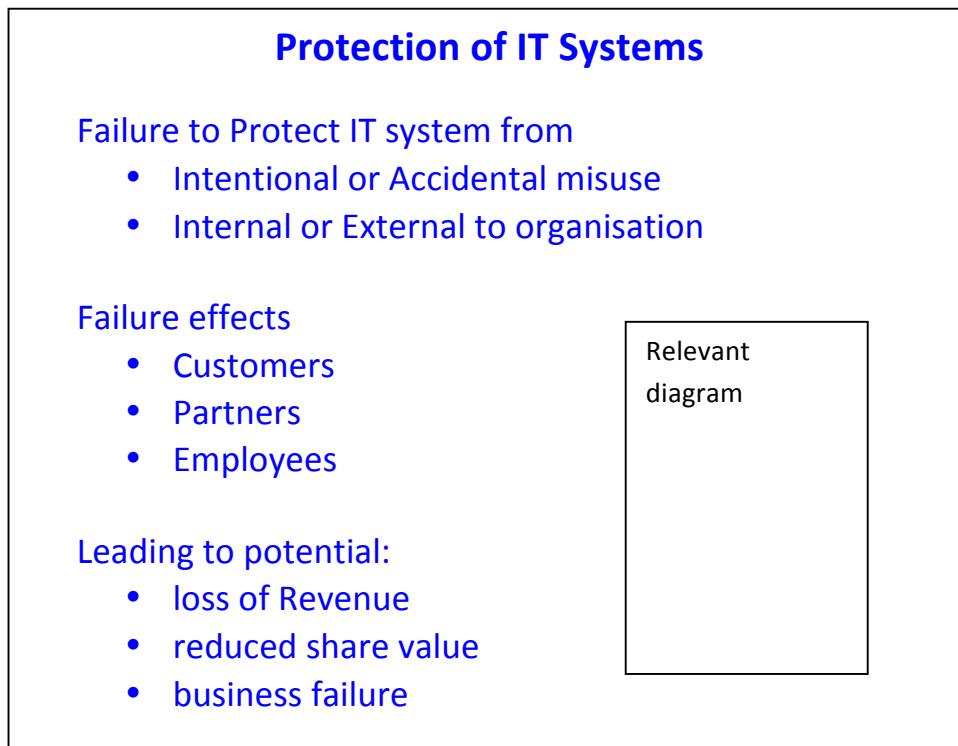 Protection of IT Systems
Failure to Protect IT system from
• Intentional or Accidental misuse
• Internal or External to organisation
Failure effects
• Customers
• Partners
• Employees
Relevant
diagram
Leading to potential:
• loss of Revenue
• reduced share value
• business failure